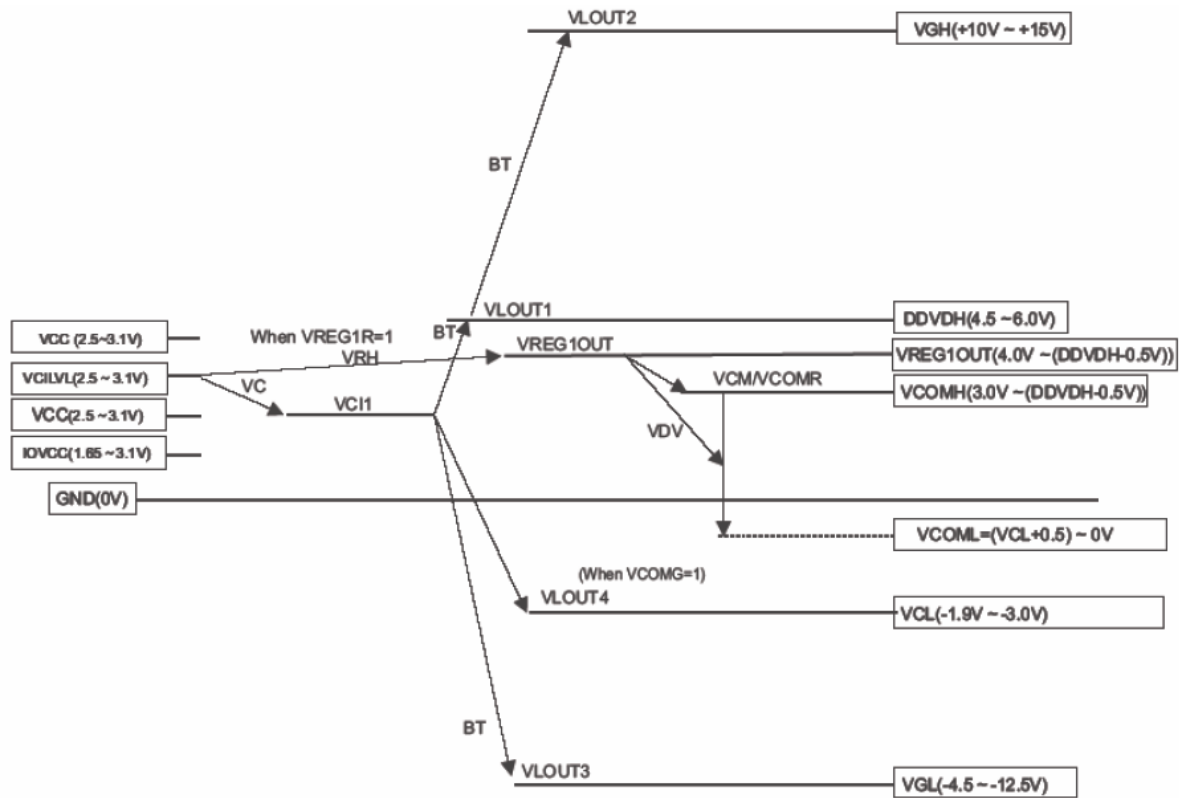 VLOUT2
VGH(+10V ~ +15V)
BT
VLOUT1
DDVDH(4.5 ~ 6.0V)
VCC (2.5~3.1V)
When VREG1R=1
BT
VREG1OUT
VREG1OUT(4.0V ~(DDVDH-0.5V))
VRH
VCILVL(2.5 ~ 3.1V)
VC
VCM/VCOMR
VCOMH(3.0V ~(DDVDH-0.5V))
VCC(2.5 ~3.1V)
VCI1
VDV
IOVCC(1.65 ~3.1V)
GND(0V)
VCOML=(VCL+0.5) ~ 0V
(When VCOMG=1)
VLOUT4
VCL(-1.9V ~ -3.0V)
BT
VLOUT3
VGL(-4.5 ~ -12.5V)